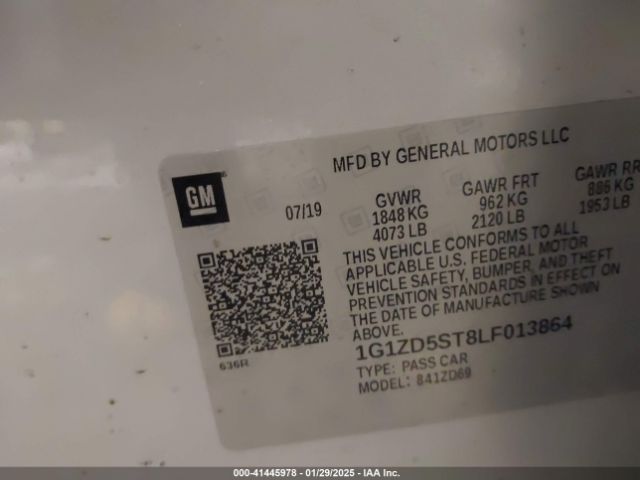 MFD BY GENERAL MOTORS LLC
GM
07/19
GVWR
1848 KG
4073 LB
GAWR FRT
962 KG
2120 LB
GAWR RR
886 KG
1953 LB
THIS VEHICLE CONFORMS TO ALL
APPLICABLE U.S. FEDERAL MOTOR
VEHICLE SAFETY, BUMPER, AND THEFT
PREVENTION STANDARDS IN EFFECT ON
THE DATE OF MANUFACTURE SHOWN
ABOVE.
1G1ZD5ST8LF013864
TYPE: PASS CAR
MODEL: 841ZD69
636R
000-41445978 - 01/29/2025 - IAA Inc.